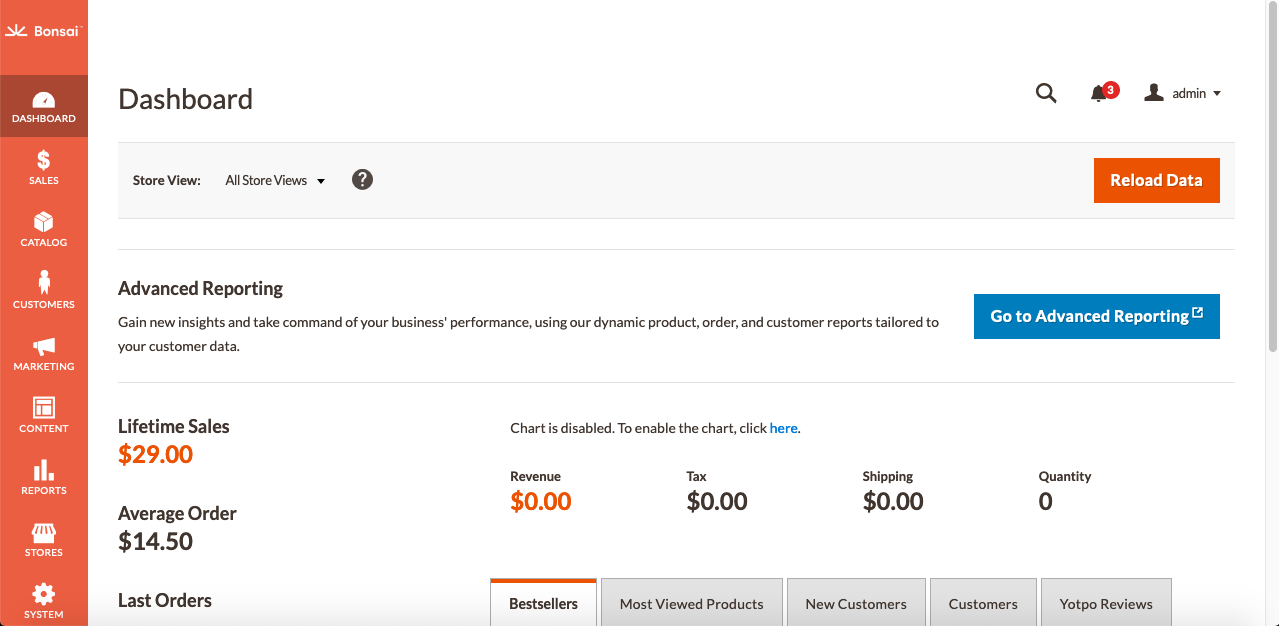 Bonsai
DASHBOARD
SALES
CATALOG
CUSTOMERS
MARKETING
CONTENT
REPORTS
STORES
SYSTEM
Dashboard
3
admin
Store View: All Store Views ?
Reload Data
Advanced Reporting
Gain new insights and take command of your business' performance, using our dynamic product, order, and customer reports tailored to
your customer data.
Go to Advanced Reporting
Lifetime Sales
$29.00
Average Order
$14.50
Last Orders
Chart is disabled. To enable the chart, click here.
Revenue Tax Shipping Quantity
$0.00 $0.00 $0.00 0
Bestsellers Most Viewed Products New Customers Customers Yotpo Reviews